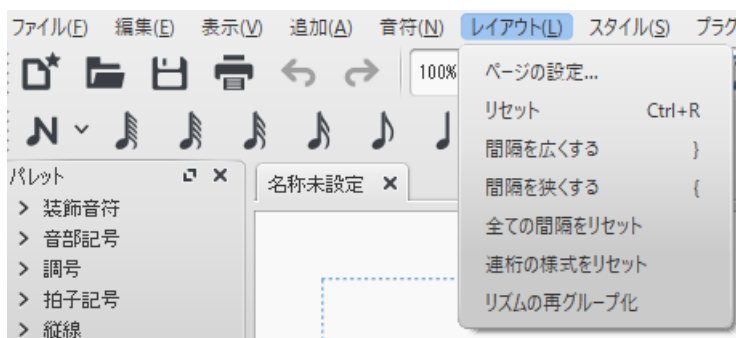 ファイル(F) 編集(E) 表示(V) 追加(A) 音符(N) レイアウト(L) スタイル(S) プラグ
100%
ページの設定...
リセット Ctrl+R
間隔を広くする }
間隔を狭くする {
全ての間隔をリセット
連桁の様式をリセット
リズムの再グループ化
パレット
名称未設定
装飾音符
音部記号
調号
拍子記号
縦線